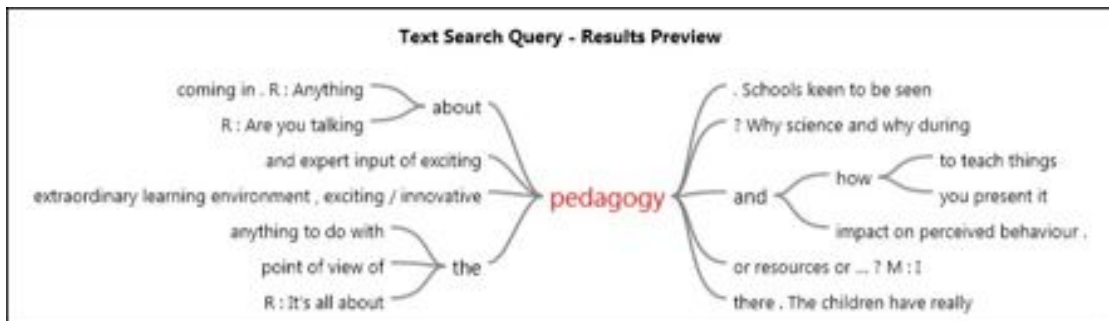 Text Search Query - Results Preview
coming in . R : Anything
R : Are you talking
about
and expert input of exciting
extraordinary learning environment , exciting / innovative
anything to do with
point of view of
R : It's all about
the
pedagogy
. Schools keen to be seen
? Why science and why during
and
how
to teach things
you present it
impact on perceived behaviour .
or resources or ... ? M : I
there . The children have really